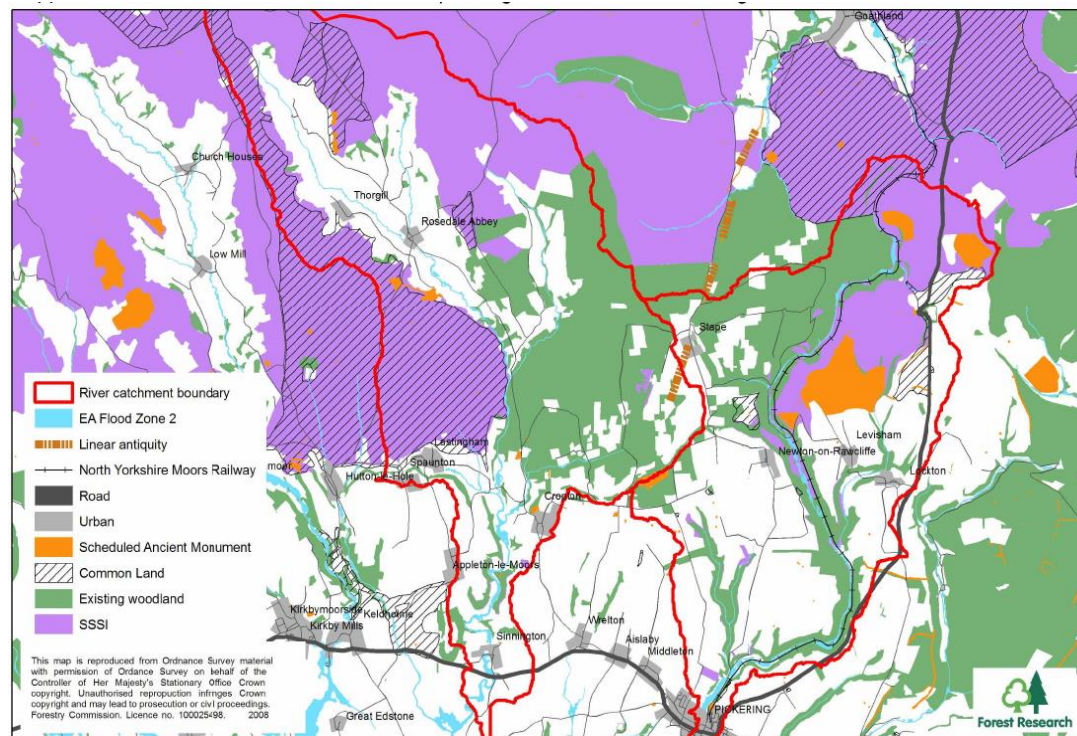 Goathland
Church Houses
Thorgill
Rosedale Abbey
Low Mill
Stape
River catchment boundary
EA Flood Zone 2
Linear antiquity
North Yorkshire Moors Railway
Road
Urban
Scheduled Ancient Monument
Common Land
Existing woodland
SSSI
Levisham
Lastingham
Newton-on-Rawcliffe
Spaunton
Lockton
Hutton-le-Hole
Cropton
Appleton-le-Moors
Kirkbymoorside
Keldholme
Kirkby Mills
Wrelton
Sinnington
Aislaby
Middleton
PICKERING
Great Edstone
This map is reproduced from Ordnance Survey material
with permission of Ordance Survey on behalf of the
Controller of Her Majesty's Stationary Office Crown
copyright. Unauthorised repropuction infrnges Crown
copyright and may lead to prosecution or civl proceedings.
Forestry Commission. Licence no. 100025498. 2008
Forest Research